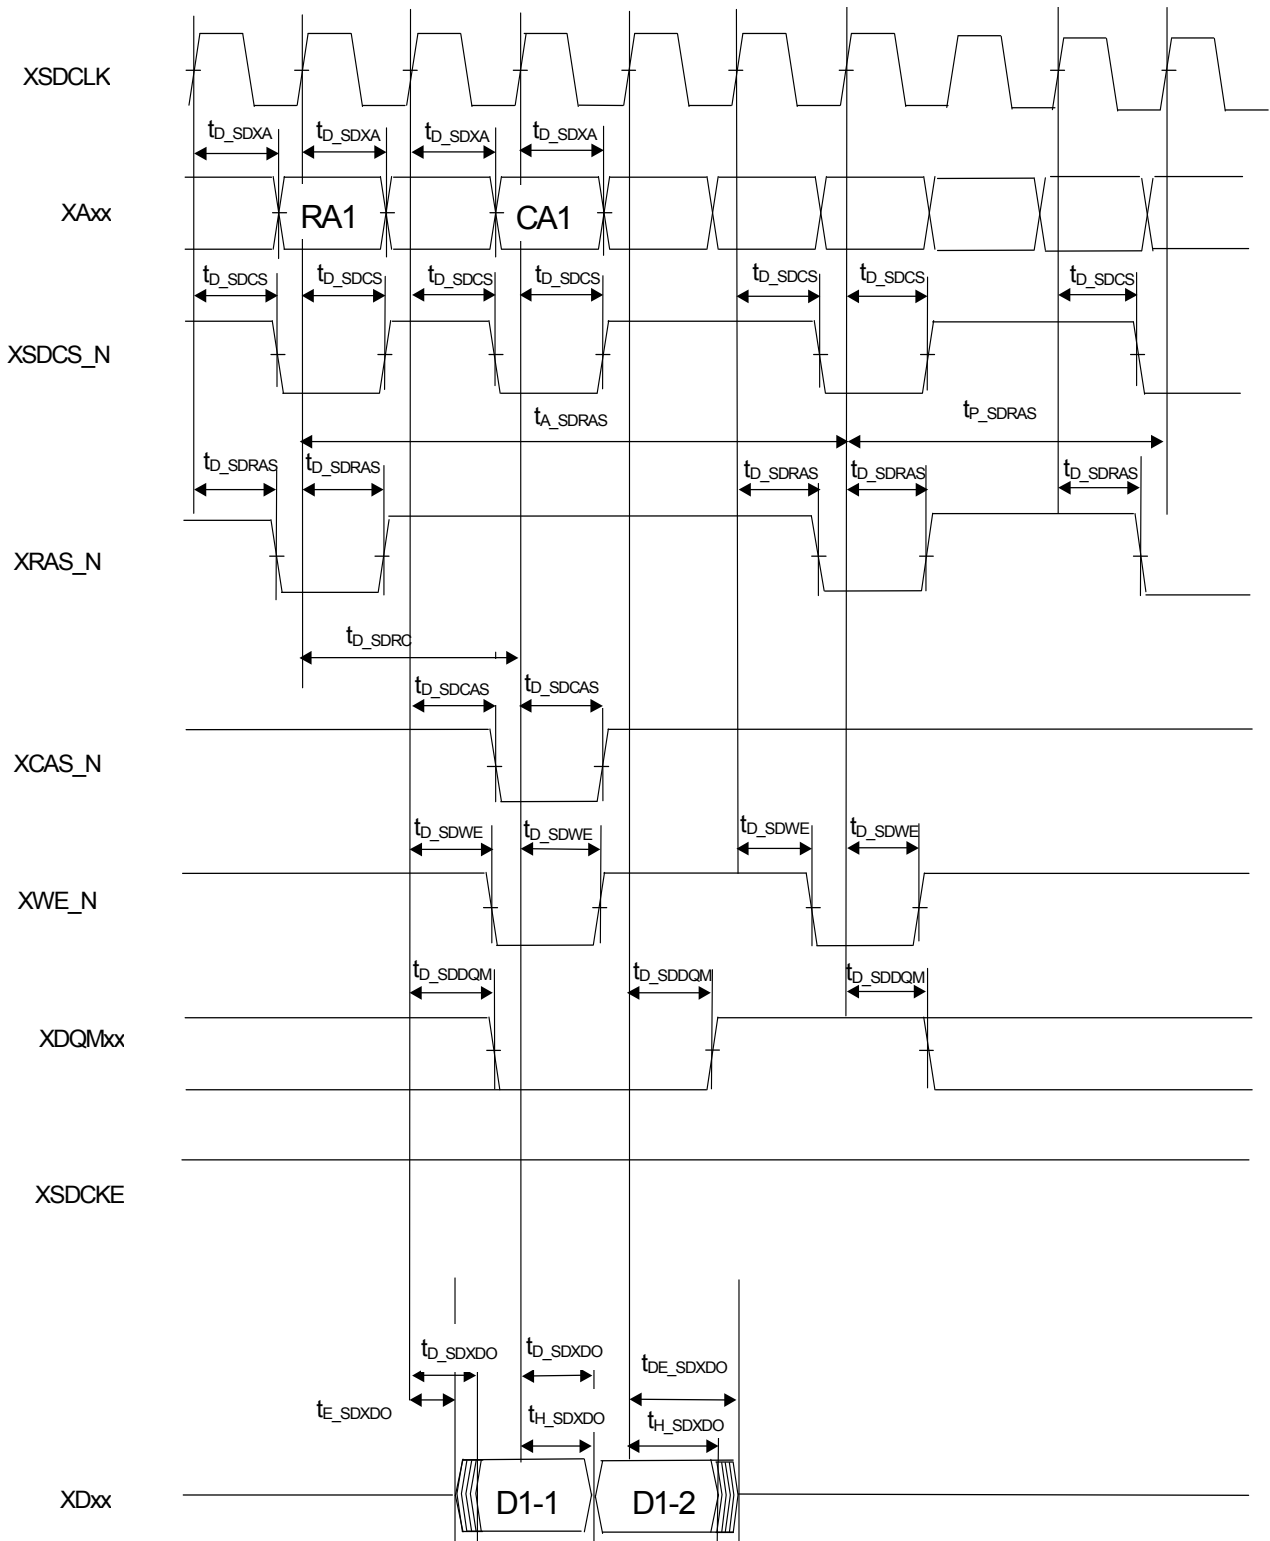 XSDCLK
tD_SDXA tD_SDXA tD_SDXA tD_SDXA
XAxx RA1 CA1
tD_SDCS tD_SDCS tD_SDCS tD_SDCS tD_SDCS tD_SDCS tD_SDCS
XSDCS_N
tA_SDRAS tP_SDRAS
tD_SDRAS tD_SDRAS tD_SDRAS tD_SDRAS tD_SDRAS
XRAS_N
tD_SDRC
tD_SDCAS tD_SDCAS
XCAS_N
tD_SDWE tD_SDWE tD_SDWE tD_SDWE
XWE_N
tD_SDDQM tD_SDDQM tD_SDDQM
XDQMxx
XSDCKE
tD_SDXDO tD_SDXDO tDE_SDXDO
tE_SDXDO tH_SDXDO tH_SDXDO
XDxx D1-1 D1-2